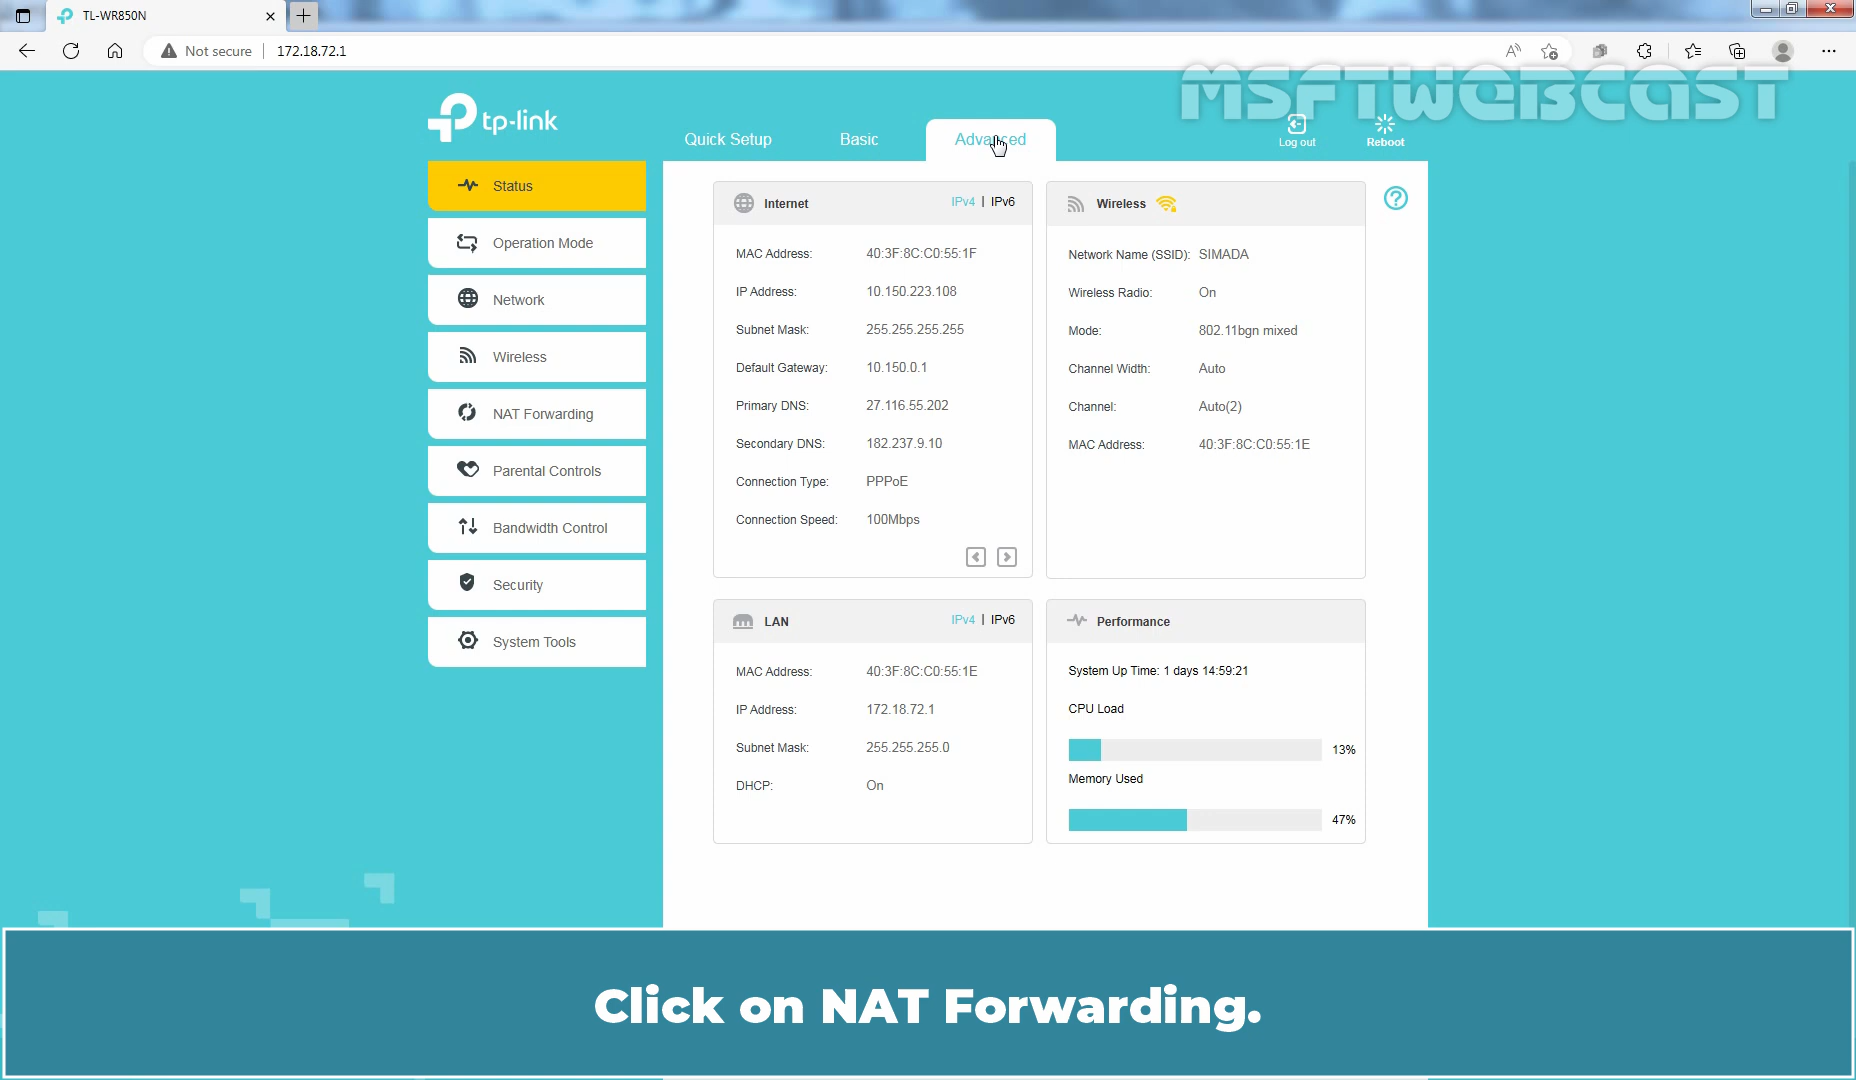 TL-WR850N
Not secure 172.18.72.1
MSFTWEBCAST
tp-link
Quick Setup Basic Advanced Log out Reboot
Status
Operation Mode
Network
Wireless
NAT Forwarding
Parental Controls
Bandwidth Control
Security
System Tools
Internet IPv4 | IPv6
MAC Address: 40:3F:8C:C0:55:1F
IP Address: 10.150.223.108
Subnet Mask: 255.255.255.255
Default Gateway: 10.150.0.1
Primary DNS: 27.116.55.202
Secondary DNS: 182.237.9.10
Connection Type: PPPoE
Connection Speed: 100Mbps
Wireless
Network Name (SSID): SIMADA
Wireless Radio: On
Mode: 802.11bgn mixed
Channel Width: Auto
Channel: Auto(2)
MAC Address: 40:3F:8C:C0:55:1E
LAN IPv4 | IPv6
MAC Address: 40:3F:8C:C0:55:1E
IP Address: 172.18.72.1
Subnet Mask: 255.255.255.0
DHCP: On
Performance
System Up Time: 1 days 14:59:21
CPU Load
13%
Memory Used
47%
Click on NAT Forwarding.